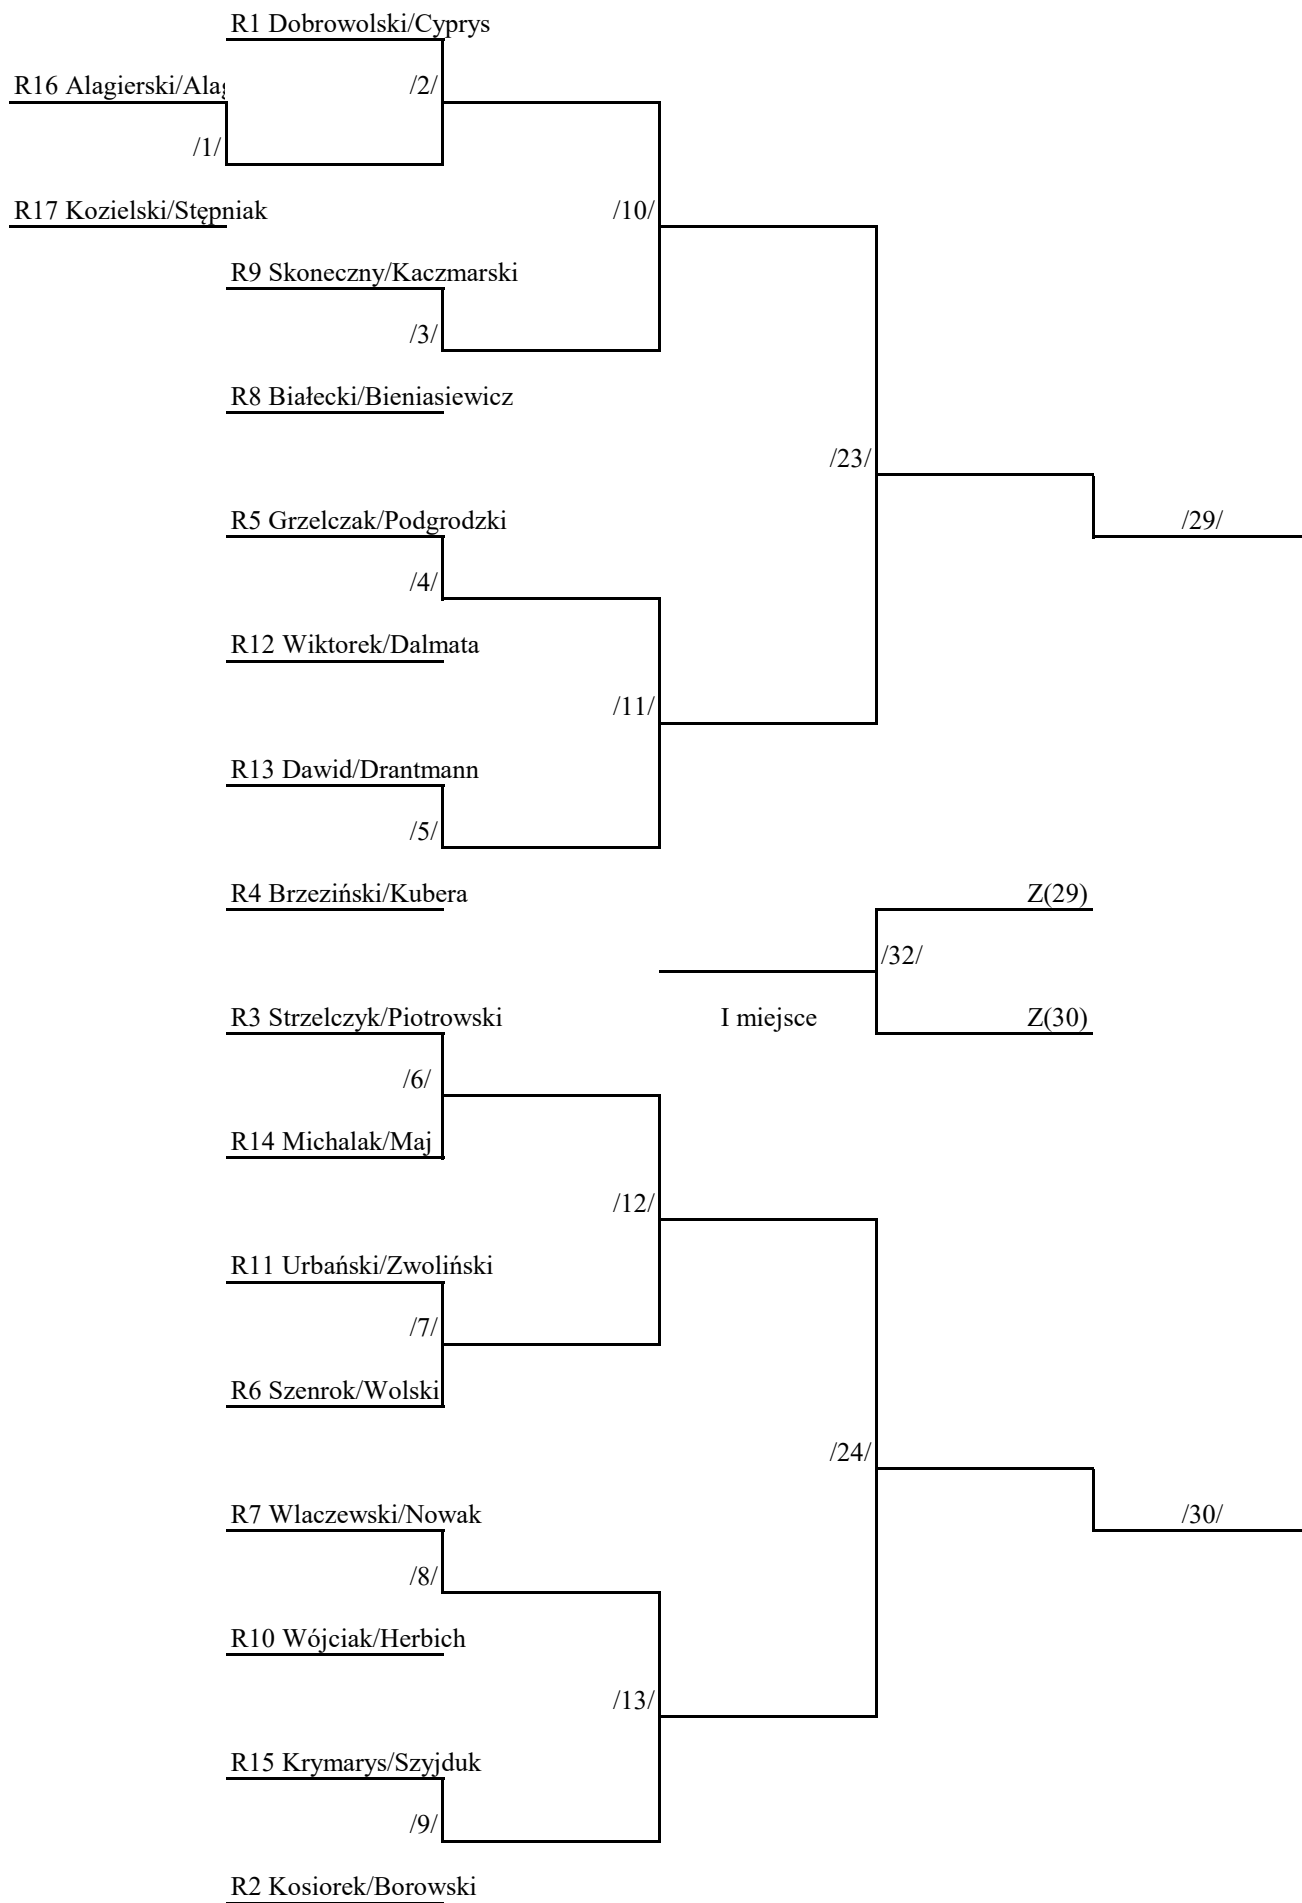 R1 Dobrowolski/Cyprys
R16 Alagierski/Alag
/2/
/1/
R17 Kozielski/Stępniak
/10/
R9 Skoneczny/Kaczmarski
/3/
R8 Białecki/Bieniasiewicz
/23/
R5 Grzelczak/Podgrodzki
/29/
/4/
R12 Wiktorek/Dalmata
/11/
R13 Dawid/Drantmann
/5/
R4 Brzeziński/Kubera
Z(29)
/32/
R3 Strzelczyk/Piotrowski
I miejsce
Z(30)
/6/
R14 Michalak/Maj
/12/
R11 Urbański/Zwoliński
/7/
R6 Szenrok/Wolski
/24/
R7 Wlaczewski/Nowak
/30/
/8/
R10 Wójciak/Herbich
/13/
R15 Krymarys/Szyjduk
/9/
R2 Kosiorek/Borowski